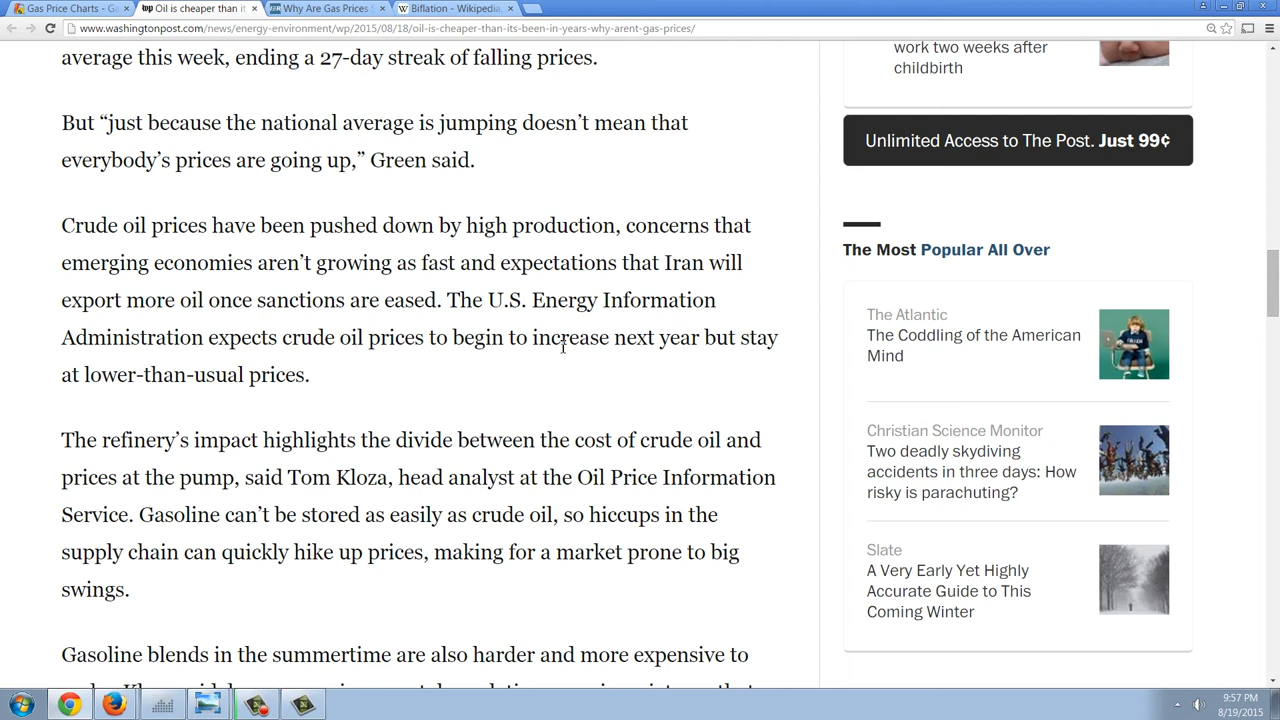 Gas Price Charts - G
Oil is cheaper than it
Why Are Gas Prices S
Biflation - Wikipedia,
www.washingtonpost.com/news/energy-environment/wp/2015/08/18/oil-is-cheaper-than-its-been-in-years-why-arent-gas-prices/
average this week, ending a 27-day streak of falling prices.
But “just because the national average is jumping doesn’t mean that
everybody’s prices are going up,” Green said.
Crude oil prices have been pushed down by high production, concerns that
emerging economies aren’t growing as fast and expectations that Iran will
export more oil once sanctions are eased. The U.S. Energy Information
Administration expects crude oil prices to begin to increase next year but stay
at lower-than-usual prices.
The refinery’s impact highlights the divide between the cost of crude oil and
prices at the pump, said Tom Kloza, head analyst at the Oil Price Information
Service. Gasoline can’t be stored as easily as crude oil, so hiccups in the
supply chain can quickly hike up prices, making for a market prone to big
swings.
Gasoline blends in the summertime are also harder and more expensive to
work two weeks after
childbirth
Unlimited Access to The Post. Just 99¢
The Most Popular All Over
The Atlantic
The Coddling of the American
Mind
Christian Science Monitor
Two deadly skydiving
accidents in three days: How
risky is parachuting?
Slate
A Very Early Yet Highly
Accurate Guide to This
Coming Winter
9:57 PM
8/19/2015